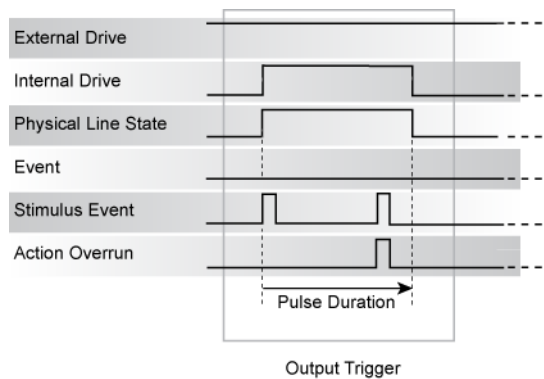 External Drive
Internal Drive
Physical Line State
Event
Stimulus Event
Action Overrun
Pulse Duration
Output Trigger